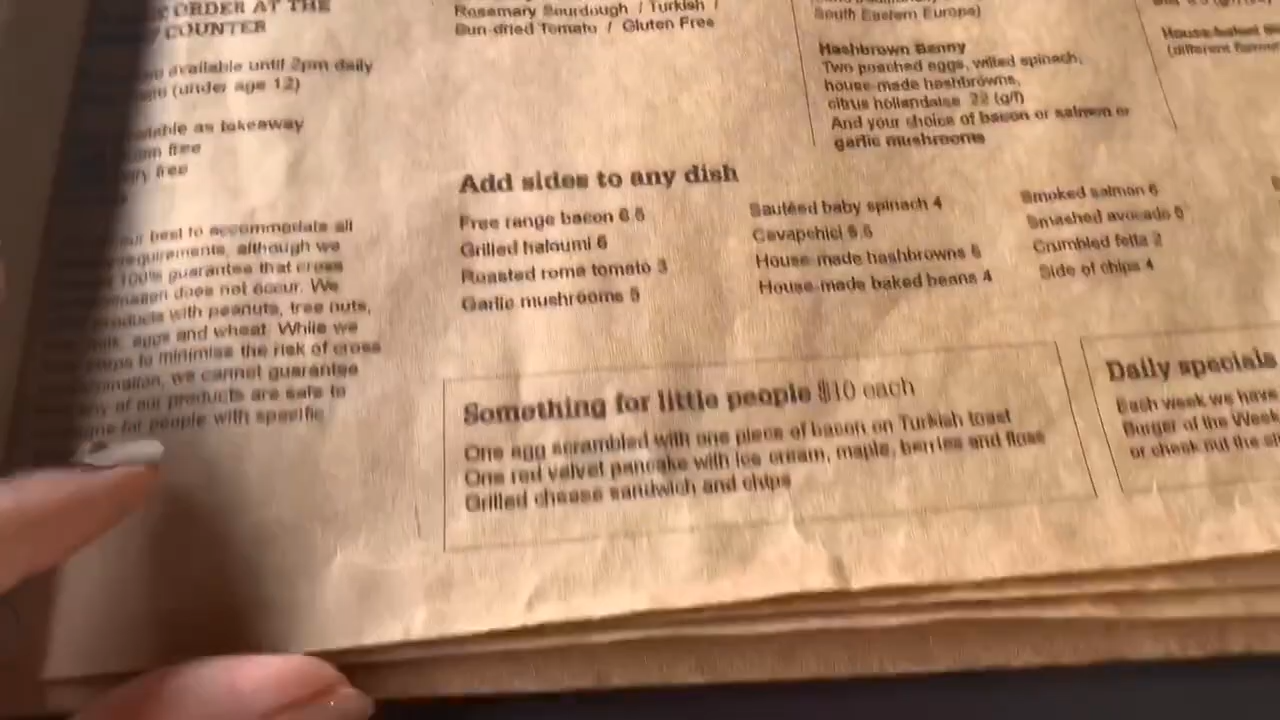 ORDER AT THE
COUNTER
available until 2pm daily
(under age 12)
as takeaway
free
free
our best to accommodate all
requirements, although we
100% guarantee that cross
does not occur. We
products with peanuts, tree nuts,
eggs and wheat. While we
to minimise the risk of cross
we cannot guarantee
of our products are safe to
for people with specific
Rosemary Sourdough / Turkish /
Sun-dried Tomato / Gluten Free
South Eastern Europe)
Hashbrown Benny
Two poached eggs, wilted spinach,
house-made hashbrowns,
citrus hollandaise 22 (g/f)
And your choice of bacon or salmon or
garlic mushrooms
(different
Add sides to any dish
Free range bacon
Grilled haloumi 6
Roasted roma tomato 3
Garlic mushrooms 5
Sautéed baby spinach 4
Cevapchici
House-made hashbrowns 6
House-made baked beans 4
Smoked salmon 6
Smashed avocado
Crumbled fetta 2
Side of chips 4
Something for little people $10 each
One egg scrambled with one piece of bacon on Turkish toast
One red velvet pancake with ice cream, maple, berries and floss
Grilled cheese sandwich and chips
Daily specials
Each week we have
Burger of the Week
or check out the